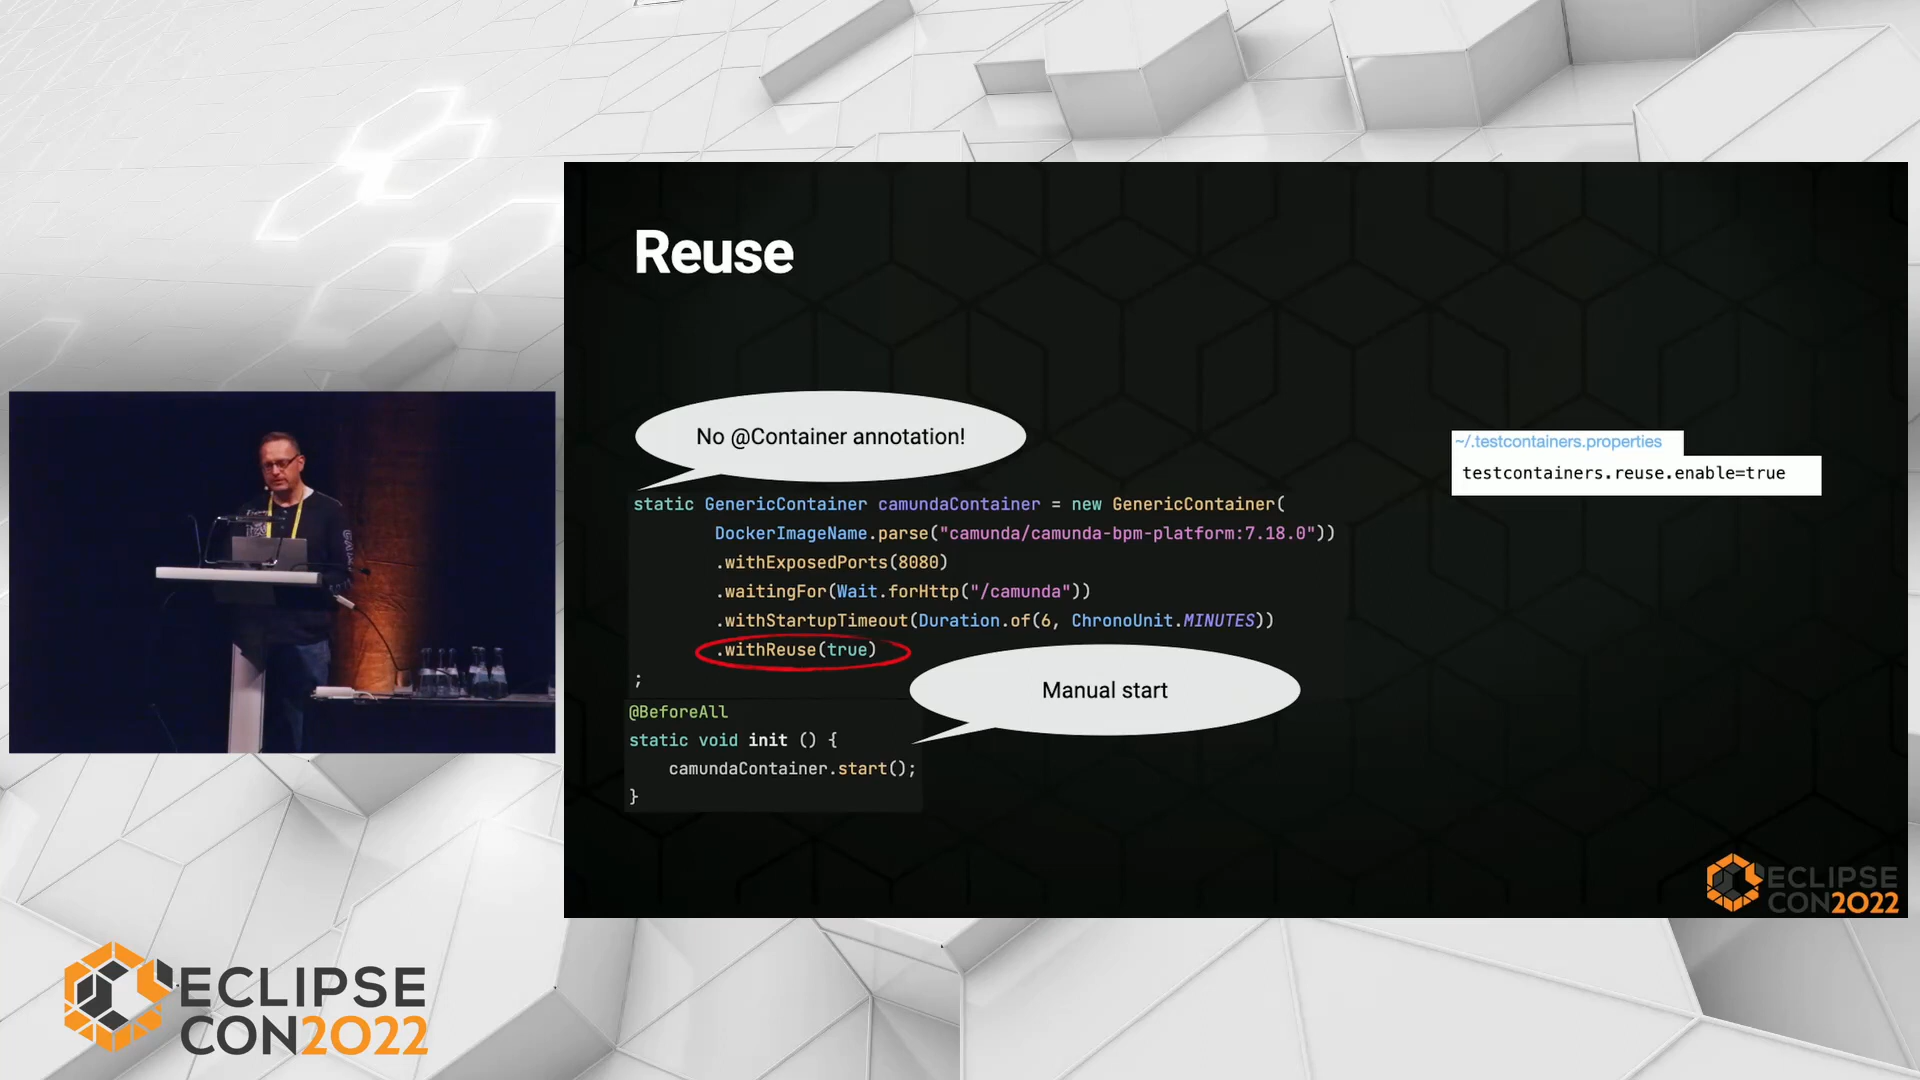 Reuse
No @Container annotation!
~/.testcontainers.properties
testcontainers.reuse.enable=true
static GenericContainer camundaContainer = new GenericContainer(
DockerImageName.parse("camunda/camunda-bpm-platform:7.18.0"))
.withExposedPorts(8080)
.waitingFor(Wait.forHttp("/camunda"))
.withStartupTimeout(Duration.of(6, ChronoUnit.MINUTES))
.withReuse(true)
;
Manual start
@BeforeAll
static void init () {
camundaContainer.start();
}
ECLIPSE
CON2022
ECLIPSE
CON2022